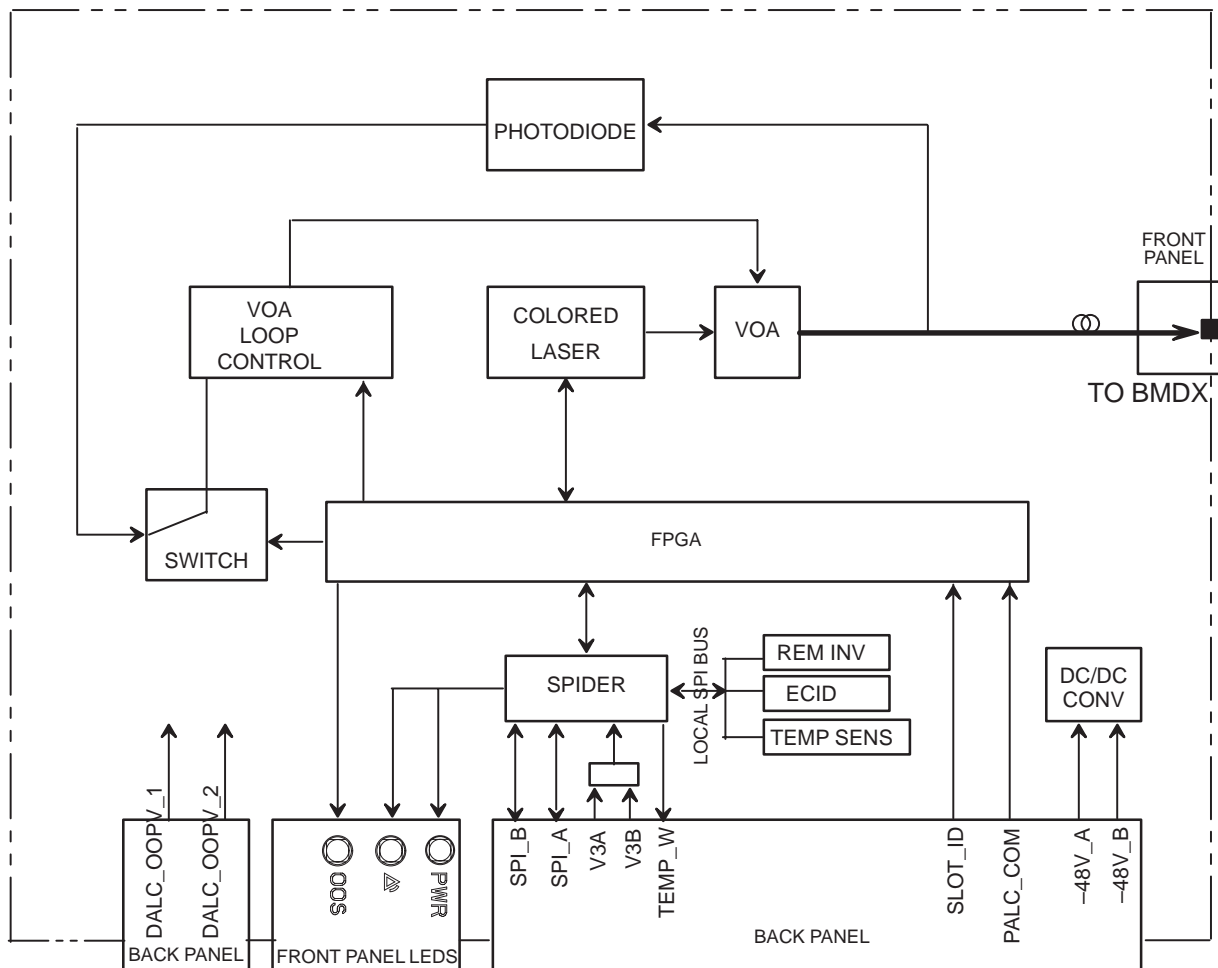 PHOTODIODE
FRONT
PANEL
VOA
LOOP
CONTROL
COLORED
LASER
VOA
TO BMDX
FPGA
SWITCH
LOCAL SPI BUS
REM INV
SPIDER
ECID
TEMP SENS
DC/DC
CONV
DALC_OOPV_1
DALC_OOPV_2
OOS
PWR
SPI_B
SPI_A
V3A
V3B
TEMP_W
SLOT_ID
PALC_COM
–48V_A
–48V_B
BACK PANEL
FRONT PANEL LEDS
BACK PANEL